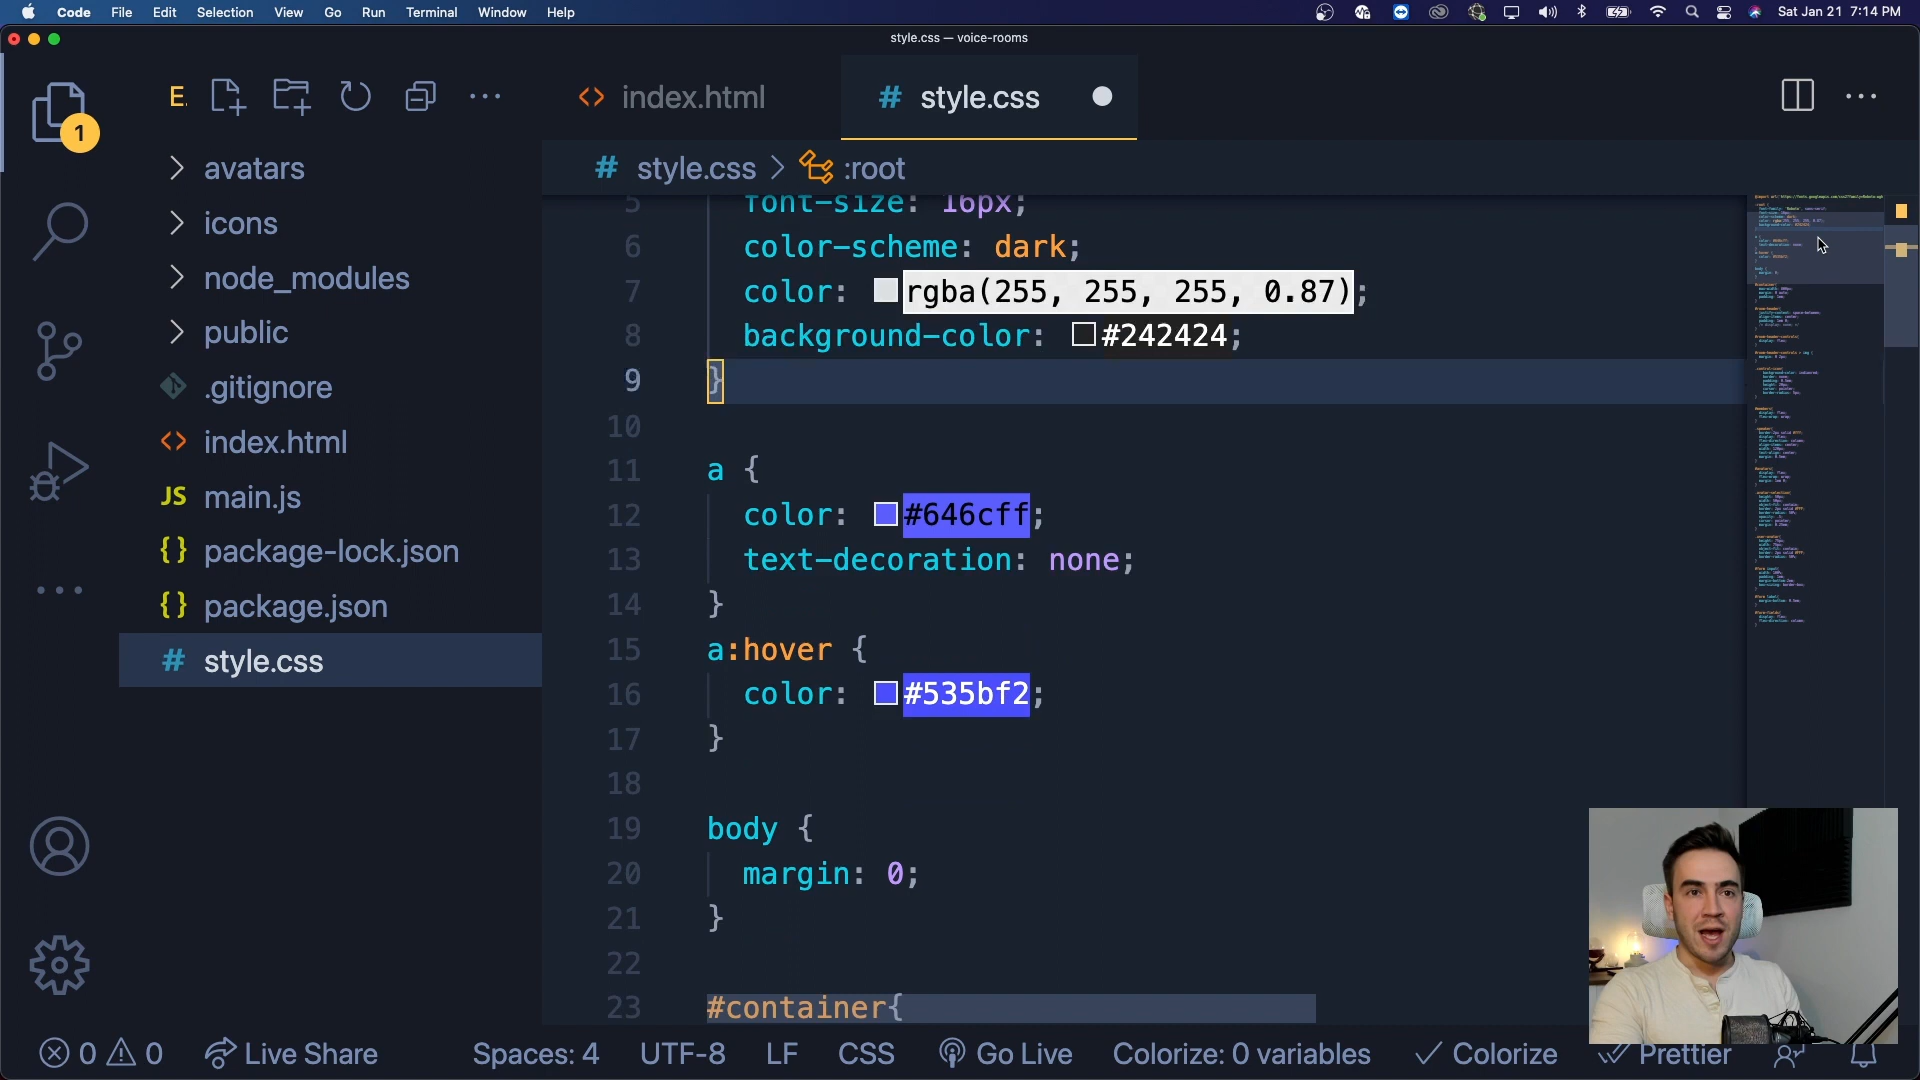 Code File Edit Selection View Go Run Terminal Window Help Sat Jan 21 7:14 PM
style.css — voice-rooms
E.
index.html
# style.css
1
# style.css > :root
avatars
icons
node_modules
public
.gitignore
index.html
JS main.js
{} package-lock.json
{} package.json
# style.css
5 font-size: 16px;
6 color-scheme: dark;
7 color: rgba(255, 255, 255, 0.87);
8 background-color: #242424;
9 }
10
11 a {
12 color: #646cff;
13 text-decoration: none;
14 }
15 a:hover {
16 color: #535bf2;
17 }
18
19 body {
20 margin: 0;
21 }
22
23 #container{
0 0 Live Share Spaces: 4 UTF-8 LF CSS Go Live Colorize: 0 variables Colorize Prettier